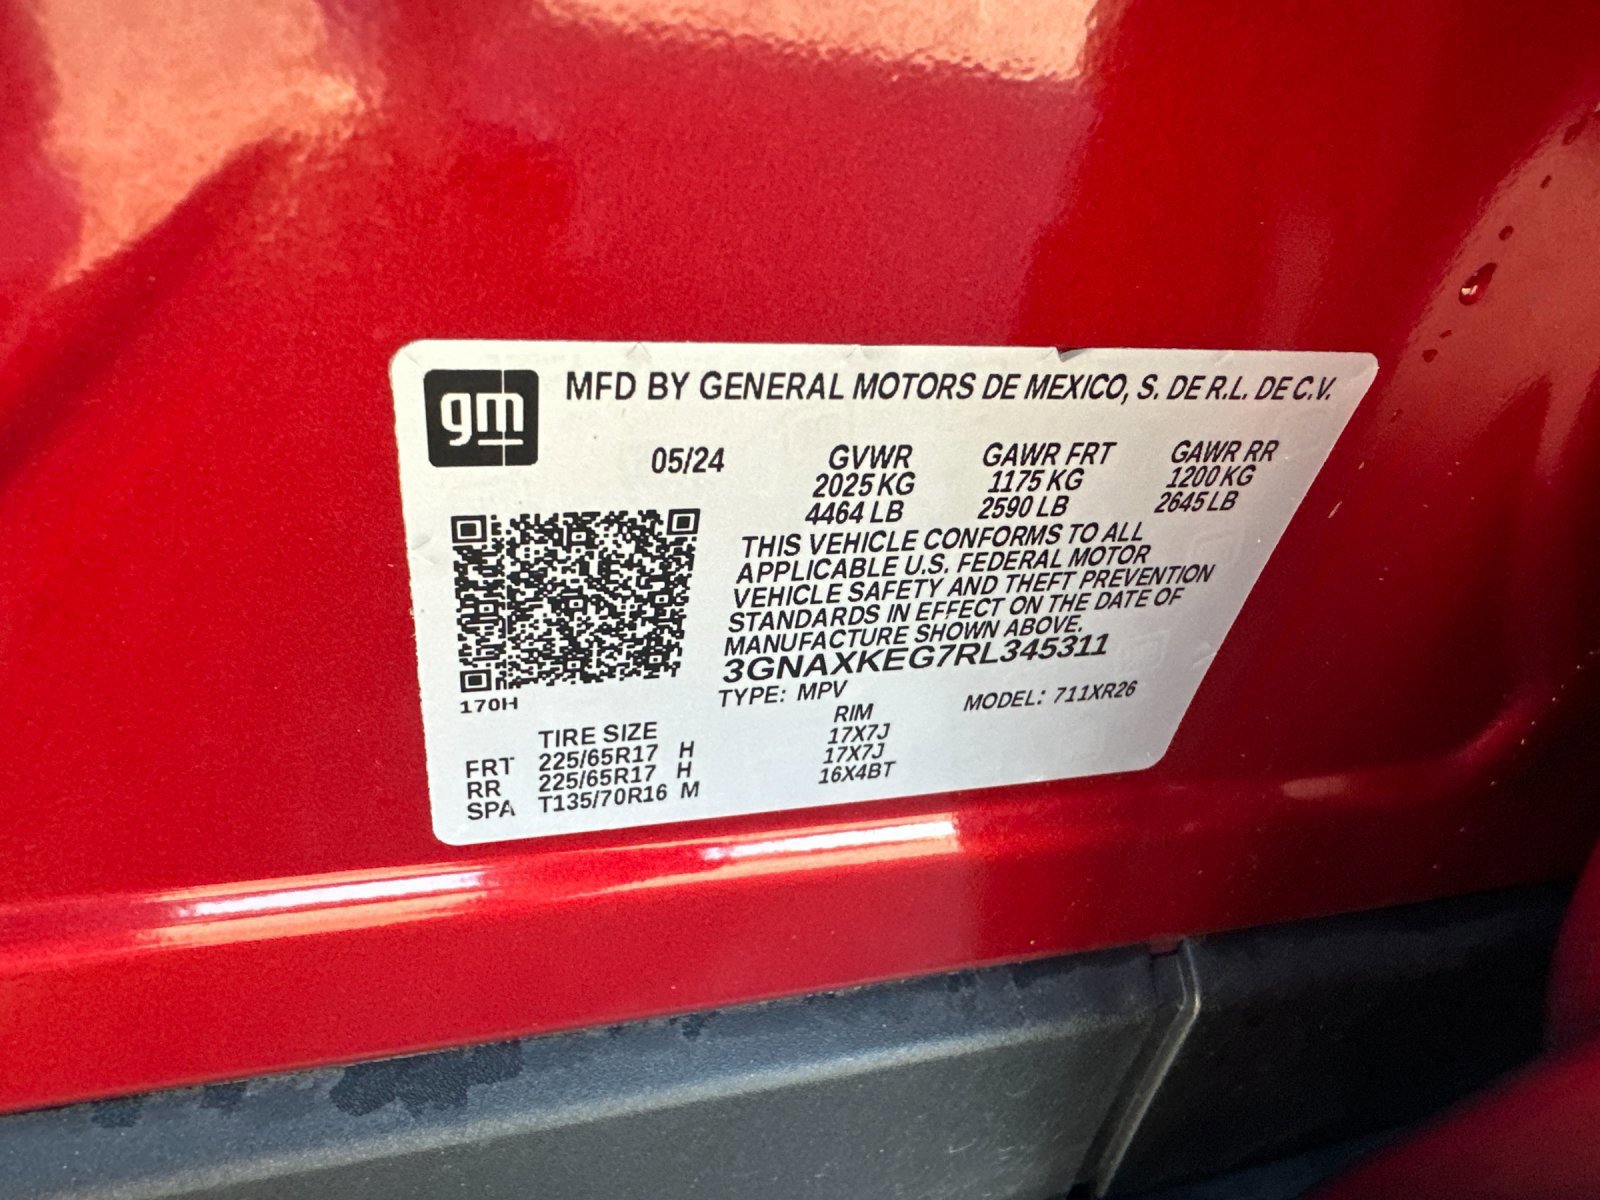 gm
MFD BY GENERAL MOTORS DE MEXICO, S. DE R.L. DE C.V.
05/24 GVWR GAWR FRT GAWR RR
2025 KG 1175 KG 1200 KG
4464 LB 2590 LB 2645 LB
THIS VEHICLE CONFORMS TO ALL
APPLICABLE U.S. FEDERAL MOTOR
VEHICLE SAFETY AND THEFT PREVENTION
STANDARDS IN EFFECT ON THE DATE OF
MANUFACTURE SHOWN ABOVE.
3GNAXKEG7RL345311
170H
TYPE: MPV MODEL: 711XR26
TIRE SIZE RIM
FRT 225/65R17 H 17X7J
RR 225/65R17 H 17X7J
SPA T135/70R16 M 16X4BT